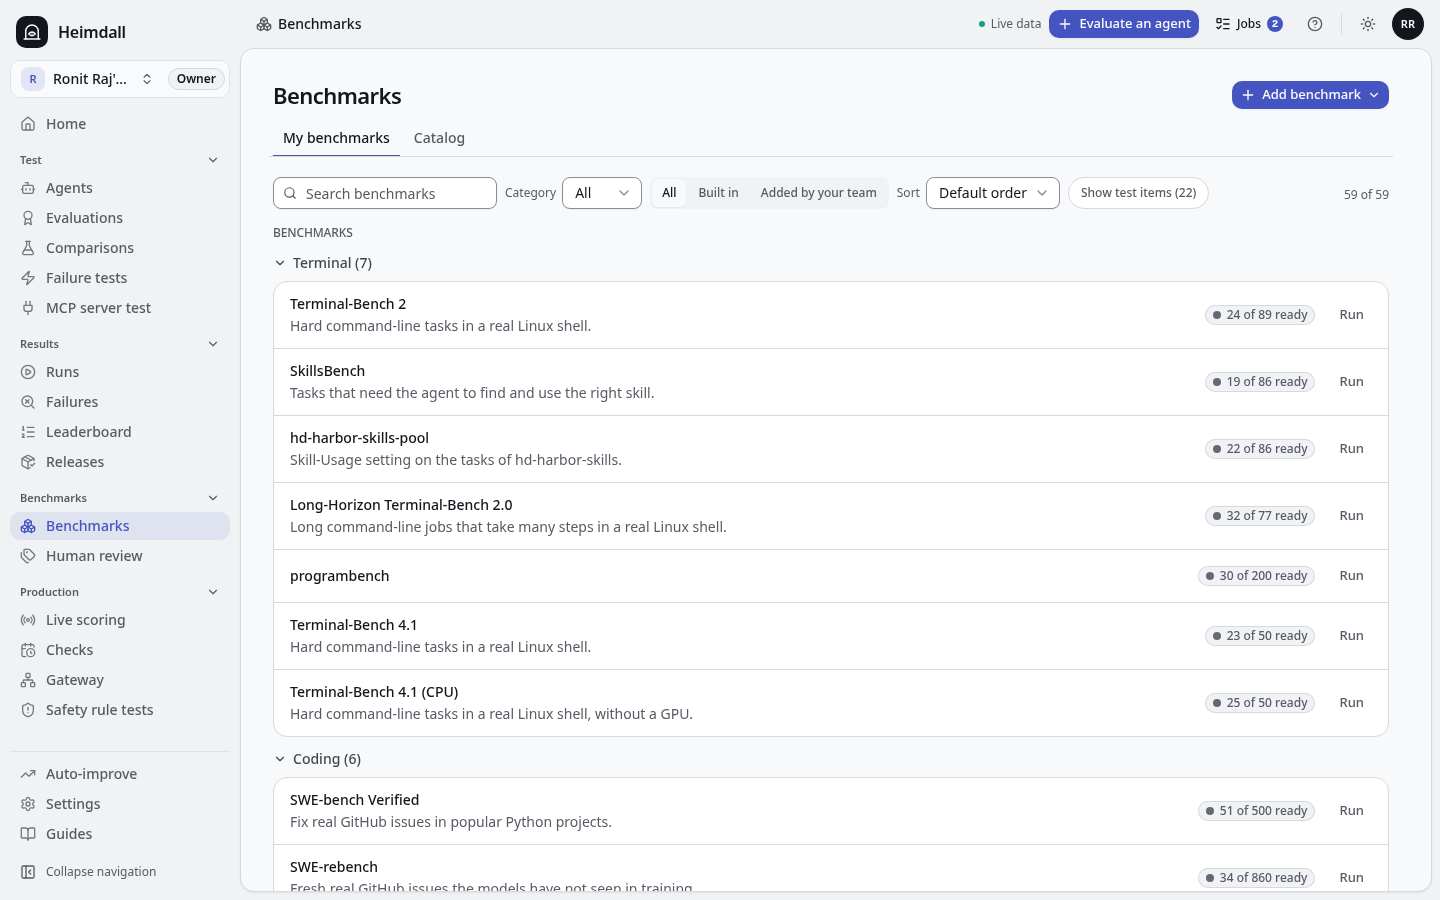 Heimdall
Benchmarks
Live data
Evaluate an agent
Jobs 2
RR
R Ronit Raj'... Owner
Home
Test
Agents
Evaluations
Comparisons
Failure tests
MCP server test
Results
Runs
Failures
Leaderboard
Releases
Benchmarks
Benchmarks
Human review
Production
Live scoring
Checks
Gateway
Safety rule tests
Auto-improve
Settings
Guides
Collapse navigation
Benchmarks
Add benchmark
My benchmarks Catalog
Search benchmarks Category All All Built in Added by your team Sort Default order Show test items (22) 59 of 59
BENCHMARKS
Terminal (7)
Terminal-Bench 2
Hard command-line tasks in a real Linux shell.
24 of 89 ready Run
SkillsBench
Tasks that need the agent to find and use the right skill.
19 of 86 ready Run
hd-harbor-skills-pool
Skill-Usage setting on the tasks of hd-harbor-skills.
22 of 86 ready Run
Long-Horizon Terminal-Bench 2.0
Long command-line jobs that take many steps in a real Linux shell.
32 of 77 ready Run
programbench
30 of 200 ready Run
Terminal-Bench 4.1
Hard command-line tasks in a real Linux shell.
23 of 50 ready Run
Terminal-Bench 4.1 (CPU)
Hard command-line tasks in a real Linux shell, without a GPU.
25 of 50 ready Run
Coding (6)
SWE-bench Verified
Fix real GitHub issues in popular Python projects.
51 of 500 ready Run
SWE-rebench
Fresh real GitHub issues the models have not seen in training.
34 of 860 ready Run